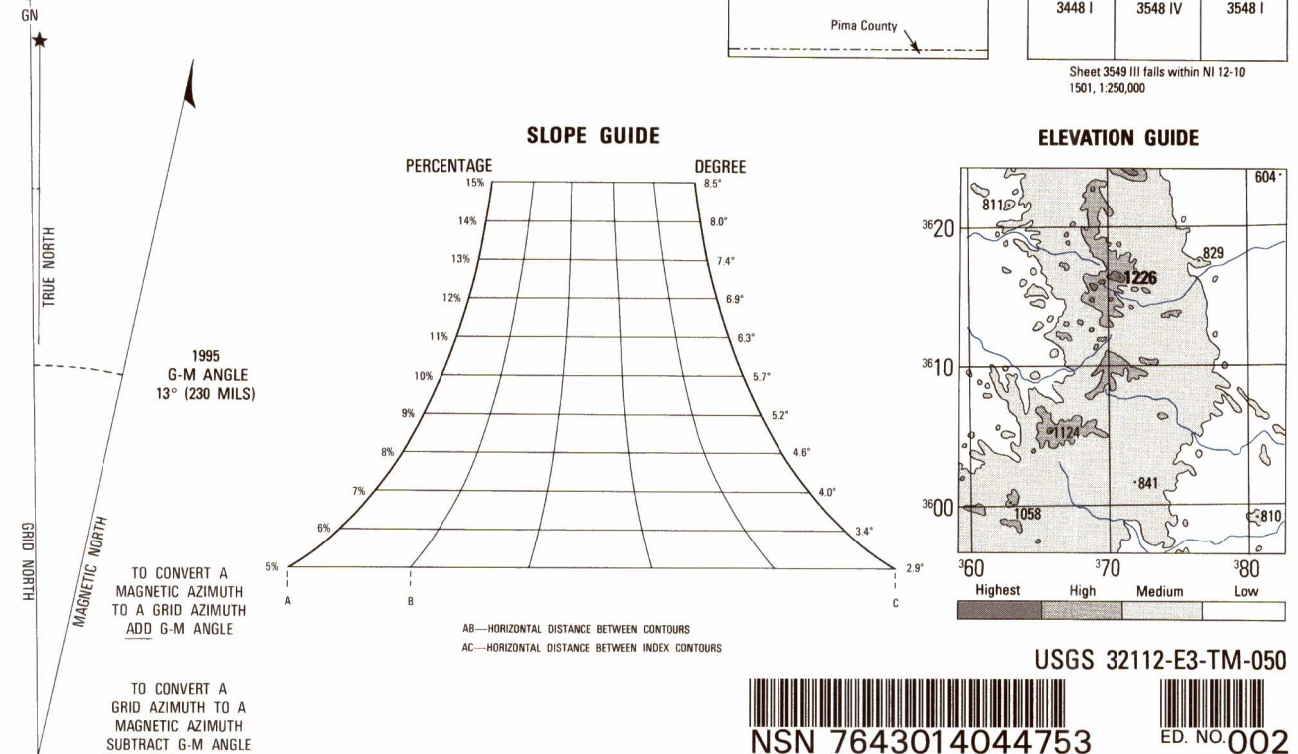 GN
TRUE NORTH
GRID NORTH
MAGNETIC NORTH
1995
G-M ANGLE
13° (230 MILS)
TO CONVERT A
MAGNETIC AZIMUTH
TO A GRID AZIMUTH
ADD G-M ANGLE
TO CONVERT A
GRID AZIMUTH TO A
MAGNETIC AZIMUTH
SUBTRACT G-M ANGLE
Pima County
3448 I 3548 IV 3548 I
Sheet 3549 III falls within NI 12-10
1501, 1:250,000
SLOPE GUIDE
PERCENTAGE DEGREE
15% 8.5°
14% 8.0°
13% 7.4°
12% 6.9°
11% 6.3°
10% 5.7°
9% 5.2°
8% 4.6°
7% 4.0°
6% 3.4°
5% 2.9°
A B C
AB—HORIZONTAL DISTANCE BETWEEN CONTOURS
AC—HORIZONTAL DISTANCE BETWEEN INDEX CONTOURS
ELEVATION GUIDE
604
811
³⁶20
829
1226
³⁶10
1124
841
³⁶00
1058
810
³60 ³70 ³80
Highest High Medium Low
USGS 32112-E3-TM-050
NSN 7643014044753
ED. NO. 002